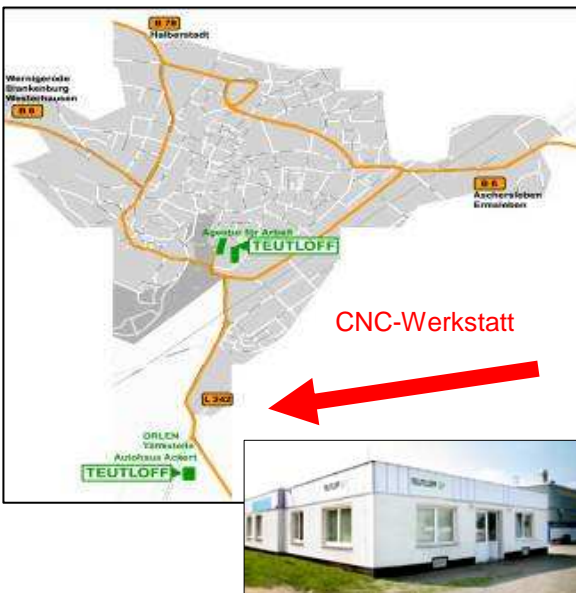 B 79
Halberstadt
Wernigerode
Blankenburg
Westerhausen
B 6
B 6
Aschersleben
Ermsleben
Agentur für Arbeit
TEUTLOFF
CNC-Werkstatt
L 242
ORLEN
Tankstelle
Autohaus Ackert
TEUTLOFF
TEUTLOFF